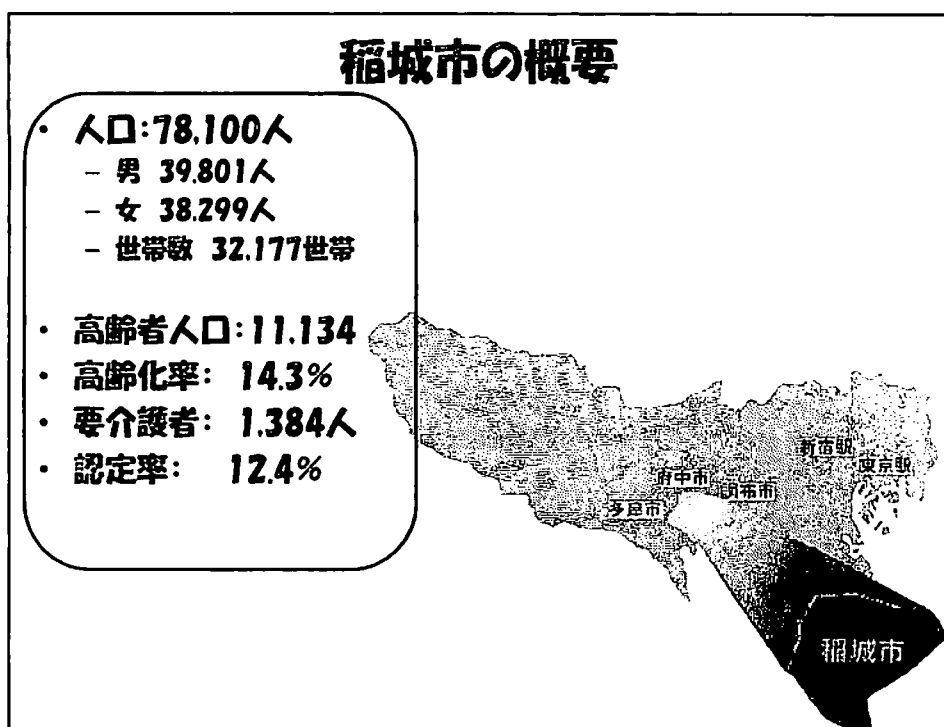 稲城市の概要
・ 人口:78,100人
– 男 39,801人
– 女 38,299人
– 世帯数 32,177世帯
・ 高齢者人口:11,134
・ 高齢化率: 14.3%
・ 要介護者: 1,384人
・ 認定率: 12.4%
新宿駅
東京駅
府中市
調布市
多摩市
稲城市